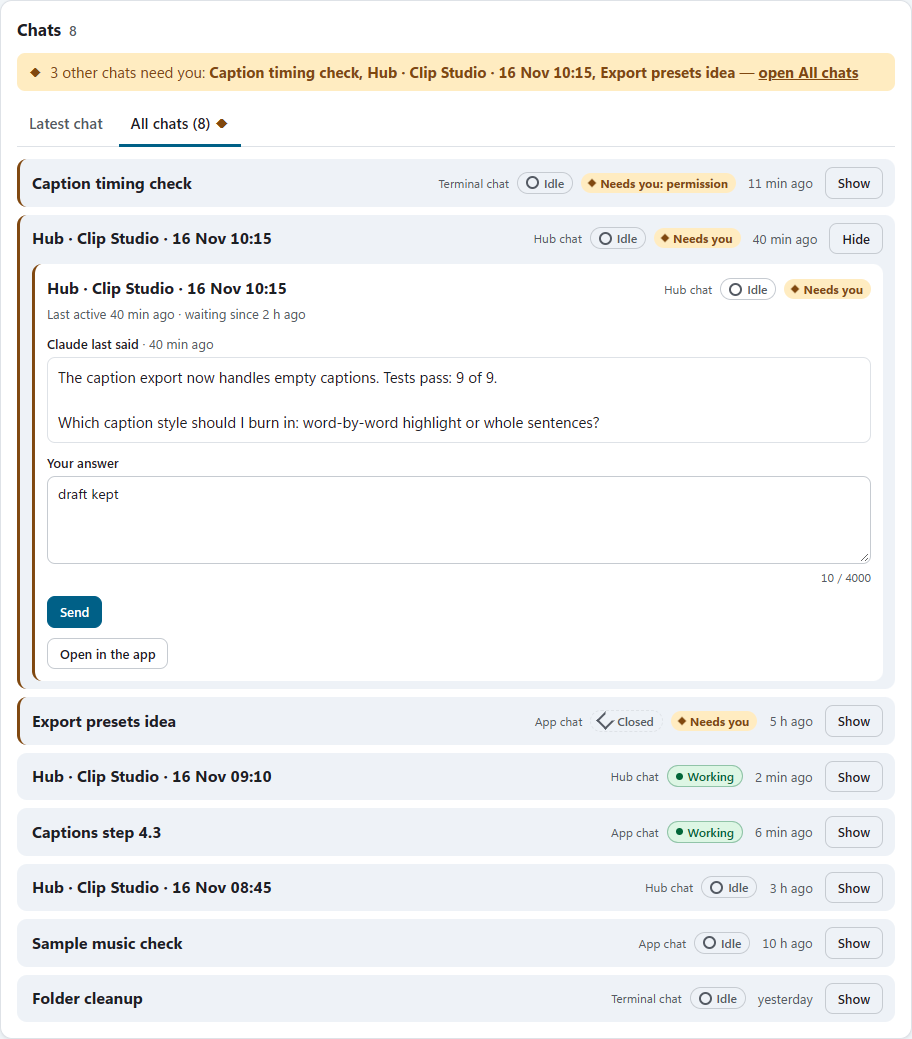 Chats 8
◆ 3 other chats need you: Caption timing check, Hub · Clip Studio · 16 Nov 10:15, Export presets idea — open All chats
Latest chat All chats (8) ◆
Caption timing check Terminal chat Idle ◆ Needs you: permission 11 min ago Show
Hub · Clip Studio · 16 Nov 10:15 Hub chat Idle ◆ Needs you 40 min ago Hide
Hub · Clip Studio · 16 Nov 10:15 Hub chat Idle ◆ Needs you
Last active 40 min ago · waiting since 2 h ago
Claude last said · 40 min ago
The caption export now handles empty captions. Tests pass: 9 of 9.
Which caption style should I burn in: word-by-word highlight or whole sentences?
Your answer
draft kept
10 / 4000
Send
Open in the app
Export presets idea App chat Closed ◆ Needs you 5 h ago Show
Hub · Clip Studio · 16 Nov 09:10 Hub chat Working 2 min ago Show
Captions step 4.3 App chat Working 6 min ago Show
Hub · Clip Studio · 16 Nov 08:45 Hub chat Idle 3 h ago Show
Sample music check App chat Idle 10 h ago Show
Folder cleanup Terminal chat Idle yesterday Show